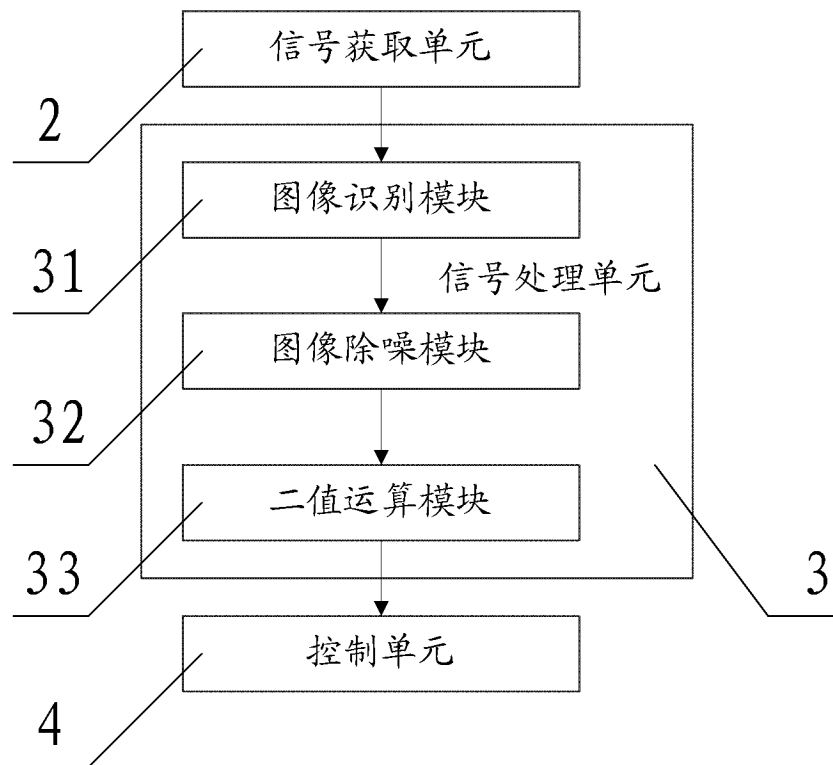 信号获取单元
2
图像识别模块
31
信号处理单元
图像除噪模块
32
二值运算模块
33
3
控制单元
4